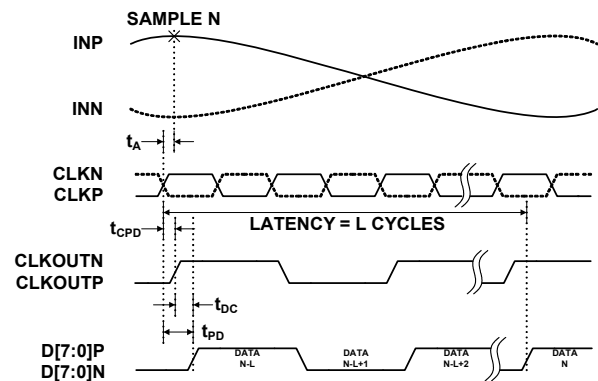 SAMPLE N
INP
INN
tA
CLKN
CLKP
tCPD
LATENCY = L CYCLES
CLKOUTN
CLKOUTP
tDC
tPD
D[7:0]P
D[7:0]N
DATA
N-L
DATA
N-L+1
DATA
N-L+2
DATA
N